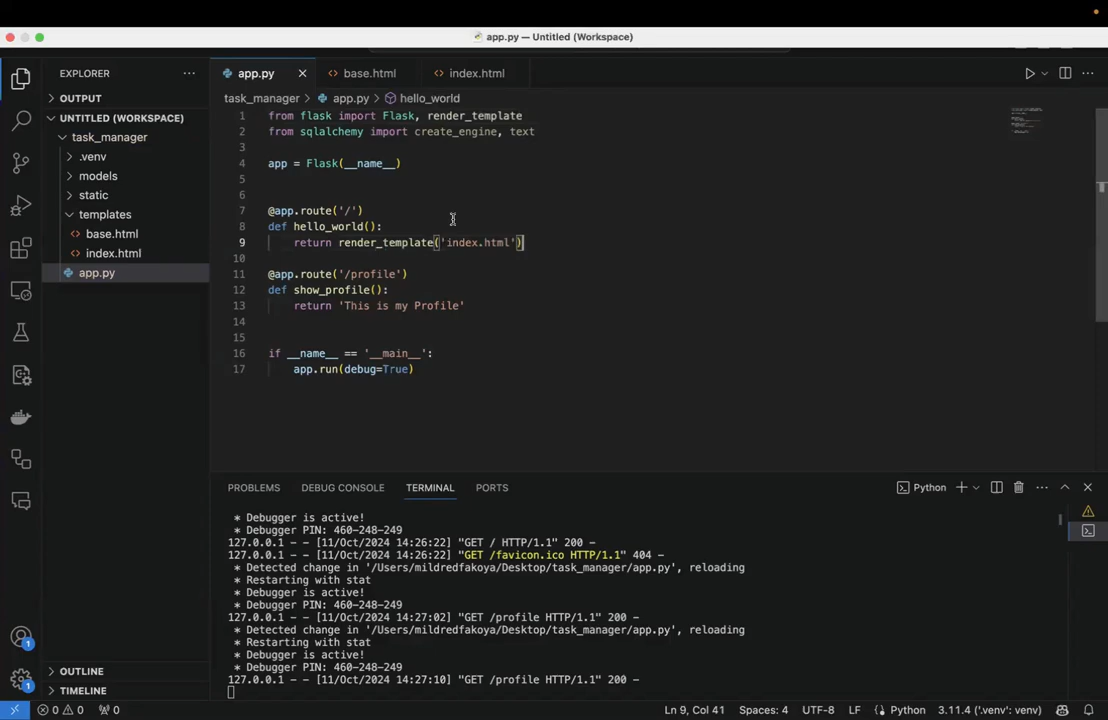 app.py — Untitled (Workspace)
EXPLORER
OUTPUT
UNTITLED (WORKSPACE)
task_manager
.venv
models
static
templates
base.html
index.html
app.py
OUTLINE
TIMELINE
app.py
base.html
index.html
task_manager > app.py > hello_world
1 from flask import Flask, render_template
2 from sqlalchemy import create_engine, text
3
4 app = Flask(__name__)
5
6
7 @app.route('/')
8 def hello_world():
9 return render_template('index.html')
10
11 @app.route('/profile')
12 def show_profile():
13 return 'This is my Profile'
14
15
16 if __name__ == '__main__':
17 app.run(debug=True)
PROBLEMS DEBUG CONSOLE TERMINAL PORTS
Python
* Debugger is active!
* Debugger PIN: 460-248-249
127.0.0.1 - - [11/Oct/2024 14:26:22] "GET / HTTP/1.1" 200 -
127.0.0.1 - - [11/Oct/2024 14:26:22] "GET /favicon.ico HTTP/1.1" 404 -
* Detected change in '/Users/mildredfakoya/Desktop/task_manager/app.py', reloading
* Restarting with stat
* Debugger is active!
* Debugger PIN: 460-248-249
127.0.0.1 - - [11/Oct/2024 14:27:02] "GET /profile HTTP/1.1" 200 -
* Detected change in '/Users/mildredfakoya/Desktop/task_manager/app.py', reloading
* Restarting with stat
* Debugger is active!
* Debugger PIN: 460-248-249
127.0.0.1 - - [11/Oct/2024 14:27:10] "GET /profile HTTP/1.1" 200 -
1
1
0 0 0
Ln 9, Col 41 Spaces: 4 UTF-8 LF Python 3.11.4 ('.venv': venv)